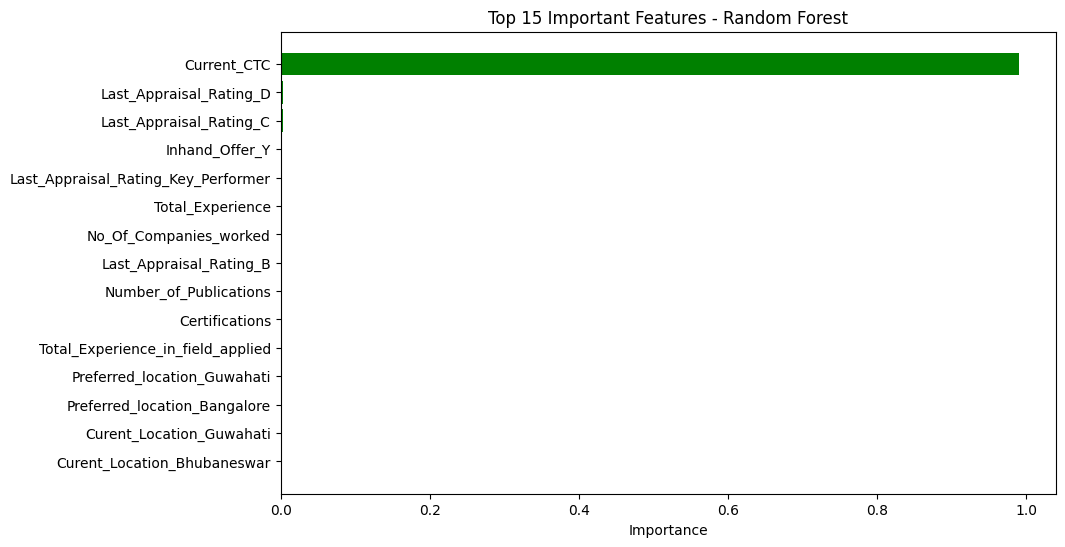 Top 15 Important Features - Random Forest
Current_CTC
Last_Appraisal_Rating_D
Last_Appraisal_Rating_C
Inhand_Offer_Y
Last_Appraisal_Rating_Key_Performer
Total_Experience
No_Of_Companies_worked
Last_Appraisal_Rating_B
Number_of_Publications
Certifications
Total_Experience_in_field_applied
Preferred_location_Guwahati
Preferred_location_Bangalore
Curent_Location_Guwahati
Curent_Location_Bhubaneswar
0.0 0.2 0.4 0.6 0.8 1.0
Importance